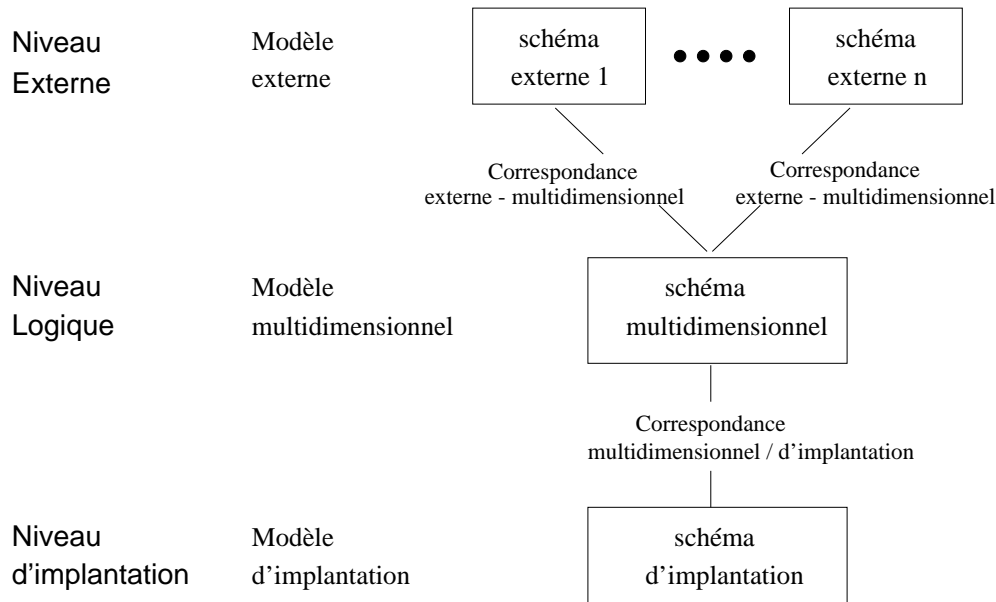 Niveau
Externe
Modèle
externe
schéma
externe 1
schéma
externe n
Correspondance
externe - multidimensionnel
Correspondance
externe - multidimensionnel
Niveau
Logique
Modèle
multidimensionnel
schéma
multidimensionnel
Correspondance
multidimensionnel / d'implantation
Niveau
d'implantation
Modèle
d'implantation
schéma
d'implantation